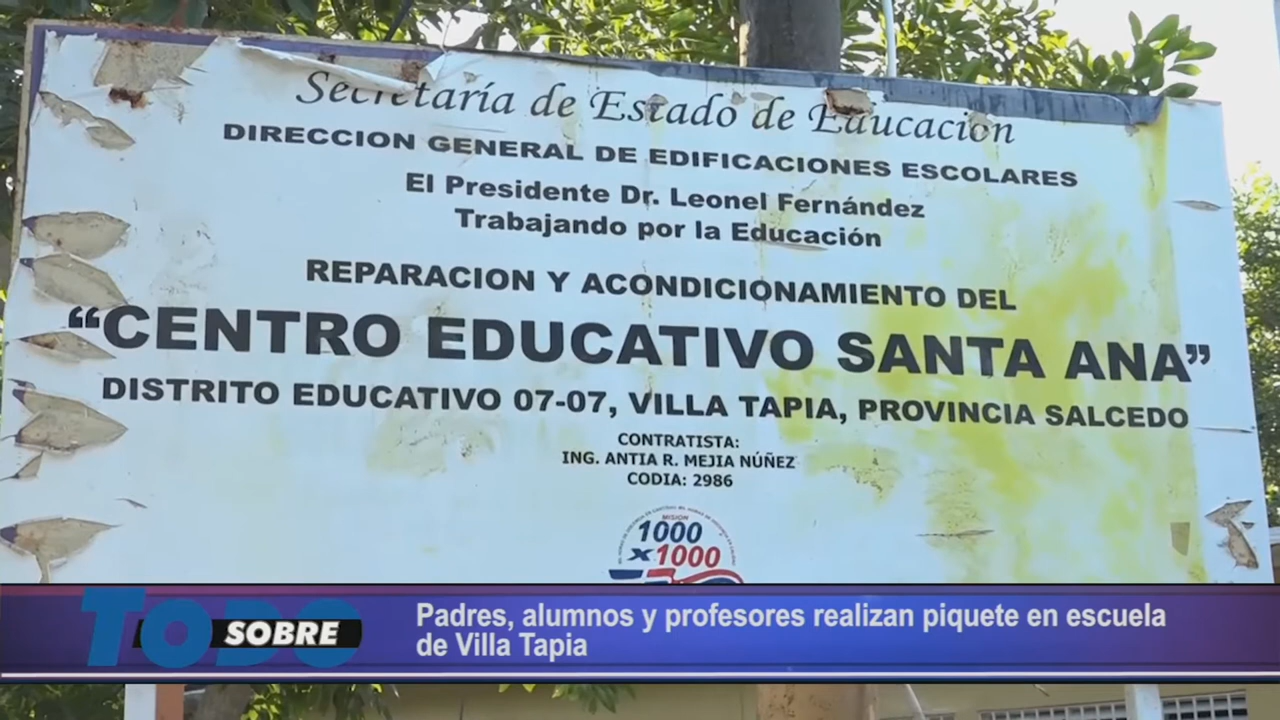 Secretaría de Estado de Educación
DIRECCION GENERAL DE EDIFICACIONES ESCOLARES
El Presidente Dr. Leonel Fernández
Trabajando por la Educación
REPARACION Y ACONDICIONAMIENTO DEL
“CENTRO EDUCATIVO SANTA ANA”
DISTRITO EDUCATIVO 07-07, VILLA TAPIA, PROVINCIA SALCEDO
CONTRATISTA:
ING. ANTIA R. MEJIA NÚÑEZ
CODIA: 2986
MISION
1000
x 1000
TODO SOBRE
Padres, alumnos y profesores realizan piquete en escuela
de Villa Tapia